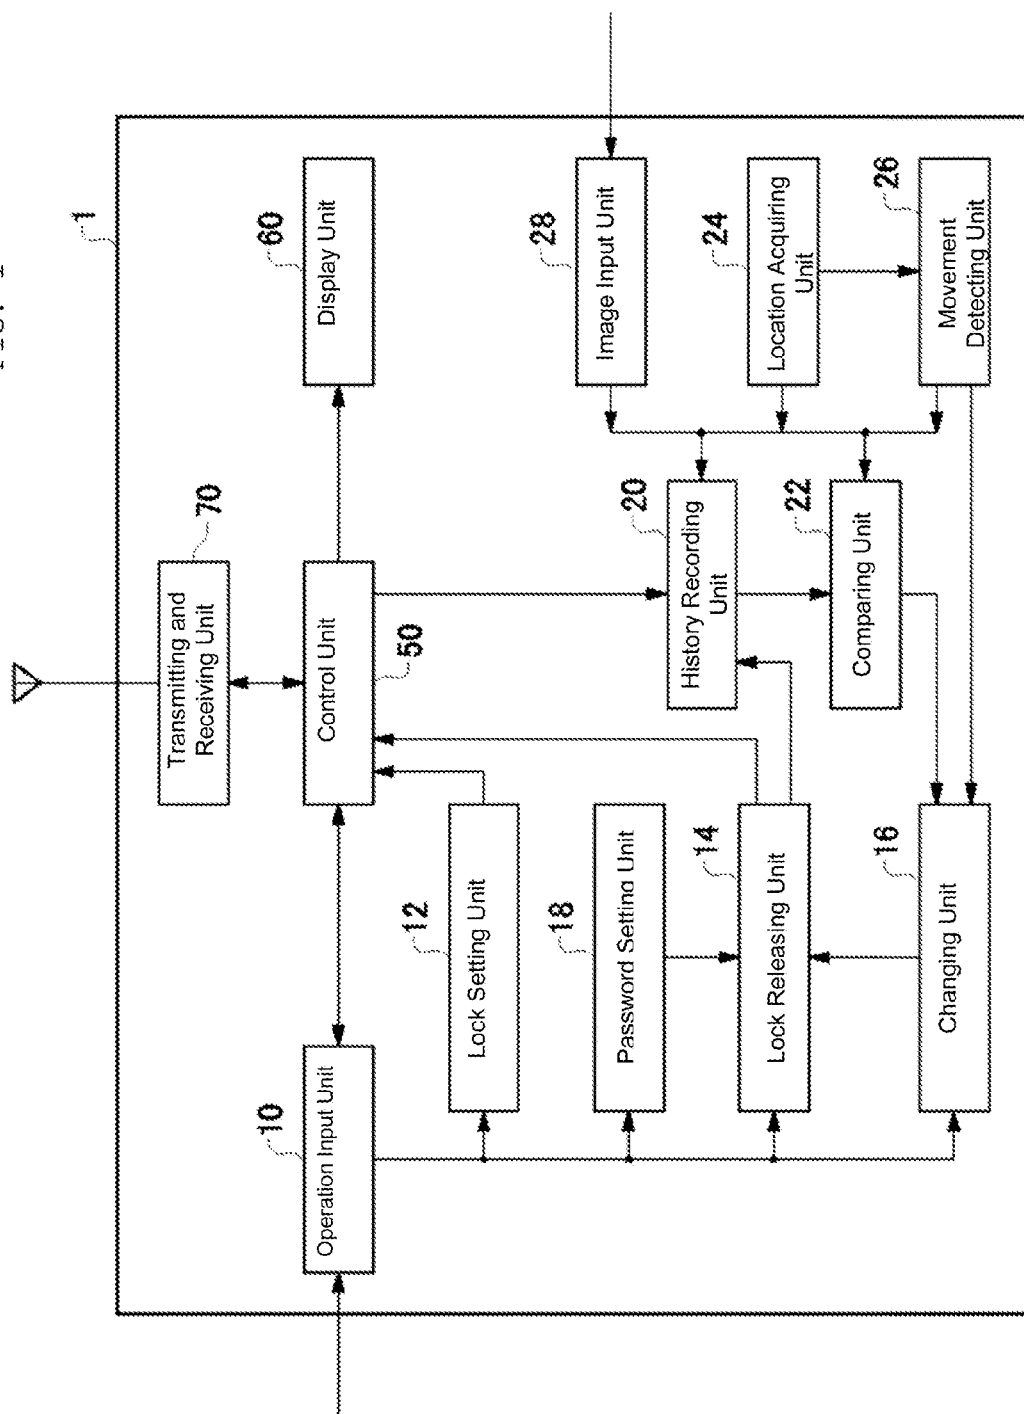 1
70
Transmitting and
Receiving Unit
10
Operation Input Unit
Control Unit
50
60
Display Unit
12
Lock Setting Unit
18
Password Setting Unit
28
Image Input Unit
14
Lock Releasing Unit
20
History Recording
Unit
24
Location Acquiring
Unit
16
Changing Unit
22
Comparing Unit
26
Movement
Detecting Unit